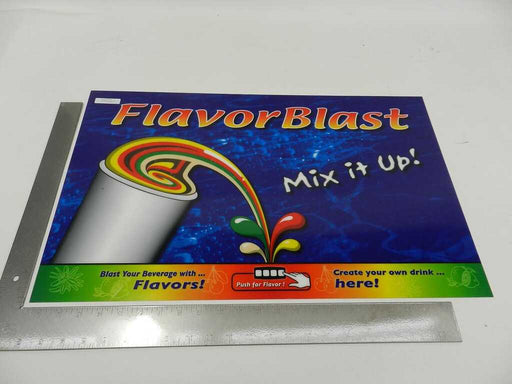 FlavorBlast
Mix it Up!
Blast Your Beverage with ...
Flavors!
Push for Flavor!
Create your own drink ...
here!